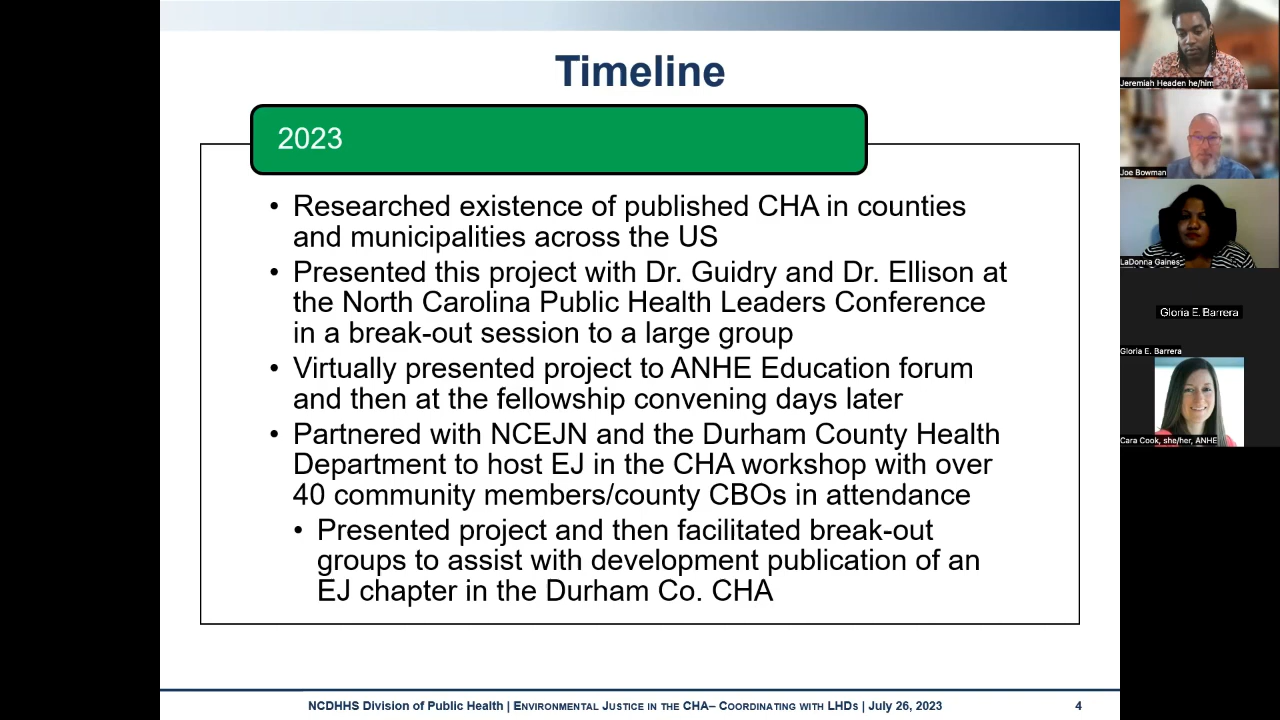 Timeline
2023
• Researched existence of published CHA in counties
and municipalities across the US
• Presented this project with Dr. Guidry and Dr. Ellison at
the North Carolina Public Health Leaders Conference
in a break-out session to a large group
• Virtually presented project to ANHE Education forum
and then at the fellowship convening days later
• Partnered with NCEJN and the Durham County Health
Department to host EJ in the CHA workshop with over
40 community members/county CBOs in attendance
• Presented project and then facilitated break-out
groups to assist with development publication of an
EJ chapter in the Durham Co. CHA
NCDHHS Division of Public Health | Environmental Justice in the CHA– Coordinating with LHDs | July 26, 2023
4
Jeremiah Headen he/him
Joe Bowman
LaDonna Gaines
Gloria E. Barrera
Gloria E. Barrera
Cara Cook, she/her, ANHE